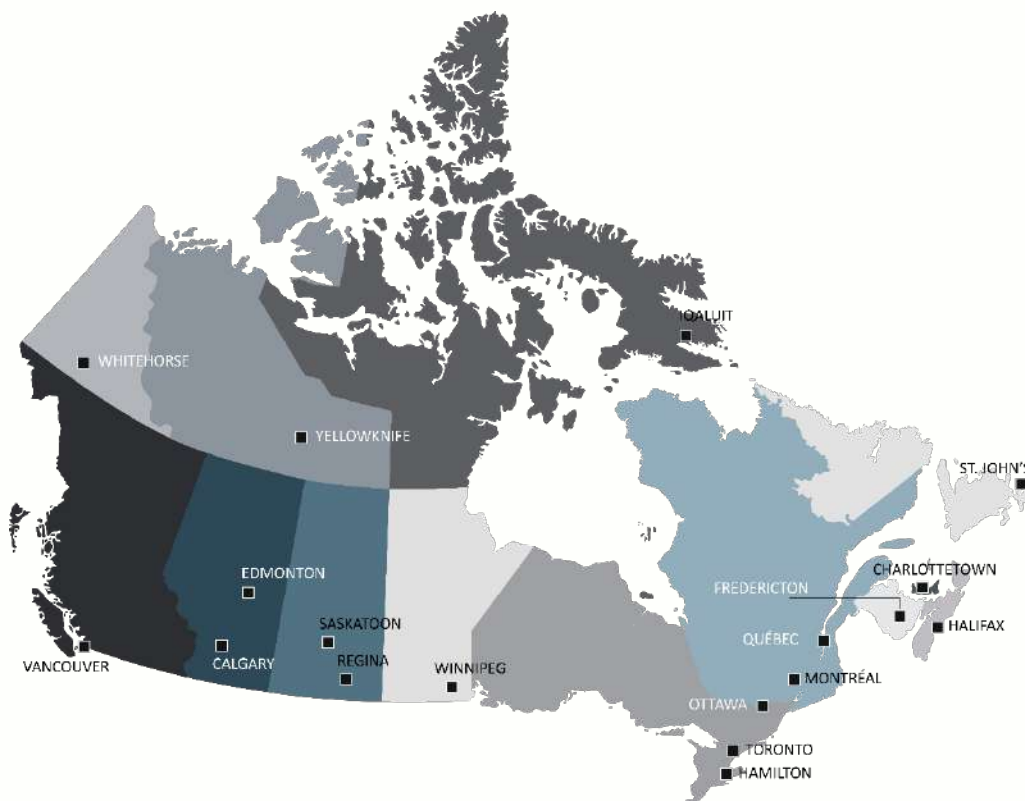 IQALUIT
WHITEHORSE
YELLOWKNIFE
ST. JOHN'S
EDMONTON
CHARLOTTETOWN
FREDERICTON
SASKATOON
HALIFAX
QUÉBEC
VANCOUVER
CALGARY
REGINA
WINNIPEG
MONTRÉAL
OTTAWA
TORONTO
HAMILTON